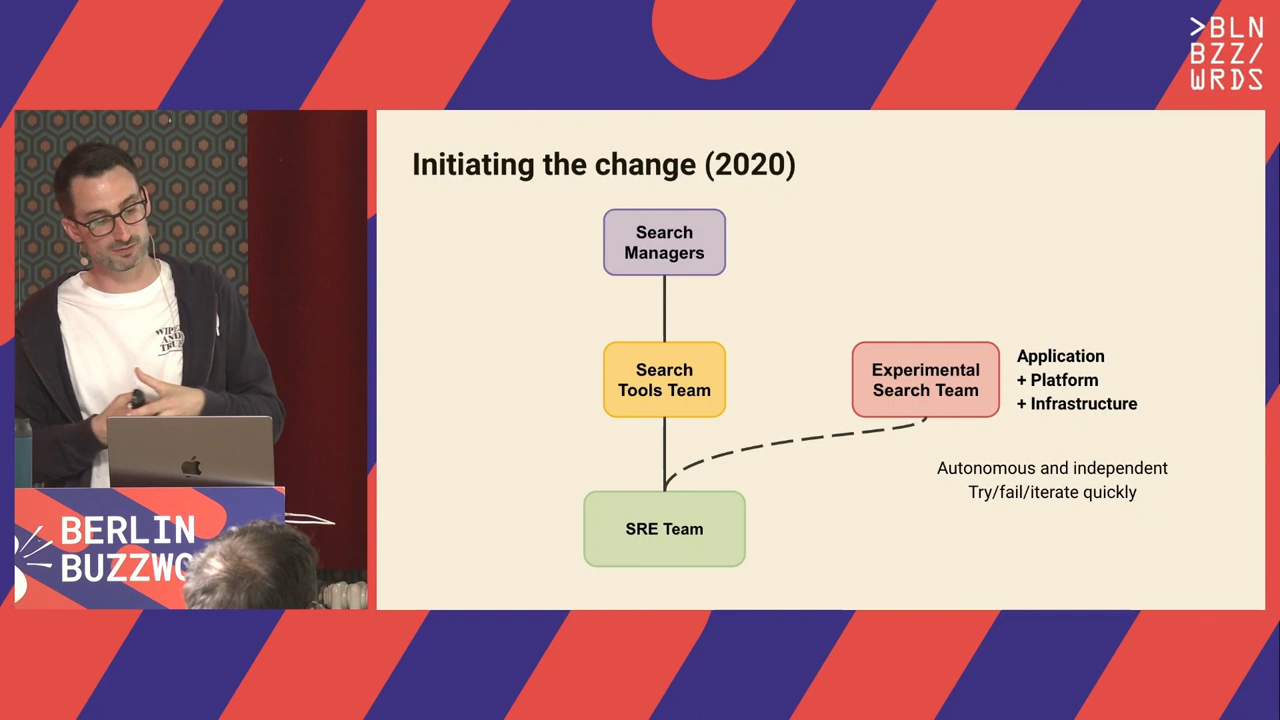 >BLN
BZZ/
WRDS
Initiating the change (2020)
Search
Managers
Search
Tools Team
Experimental
Search Team
Application
+ Platform
+ Infrastructure
Autonomous and independent
Try/fail/iterate quickly
SRE Team
AND
BERLIN
BUZZWO